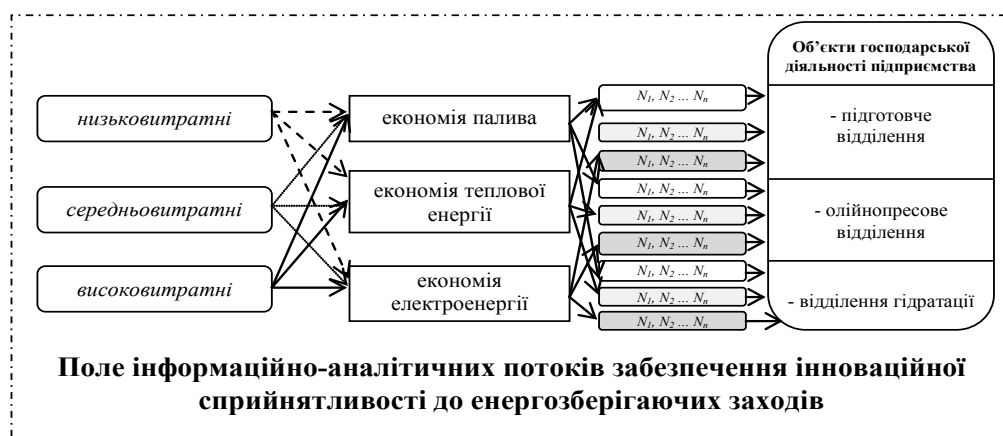 Об’єкти господарської
діяльності підприємства
низьковитратні
середньовитратні
високовитратні
економія палива
економія теплової
енергії
економія
електроенергії
N1, N2 ... Nn
N1, N2 ... Nn
N1, N2 ... Nn
N1, N2 ... Nn
N1, N2 ... Nn
N1, N2 ... Nn
N1, N2 ... Nn
N1, N2 ... Nn
N1, N2 ... Nn
- підготовче
відділення
- олійнопресове
відділення
- відділення гідратації
Поле інформаційно-аналітичних потоків забезпечення інноваційної
сприйнятливості до енергозберігаючих заходів